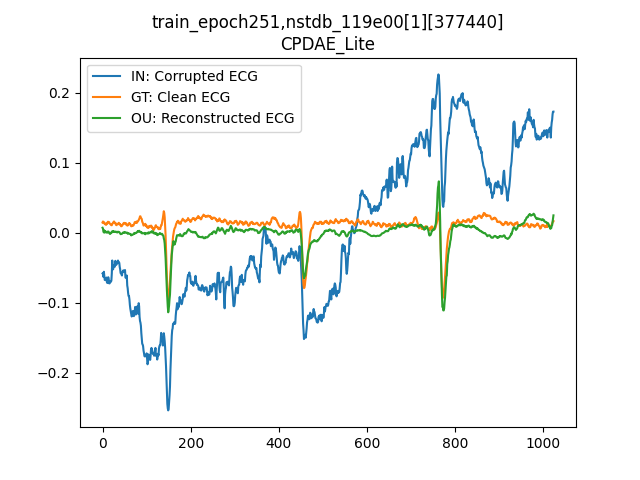 train_epoch251,nstdb_119e00[1][377440]
CPDAE_Lite
IN: Corrupted ECG
GT: Clean ECG
OU: Reconstructed ECG
0.2
0.1
0.0
−0.1
−0.2
0 200 400 600 800 1000